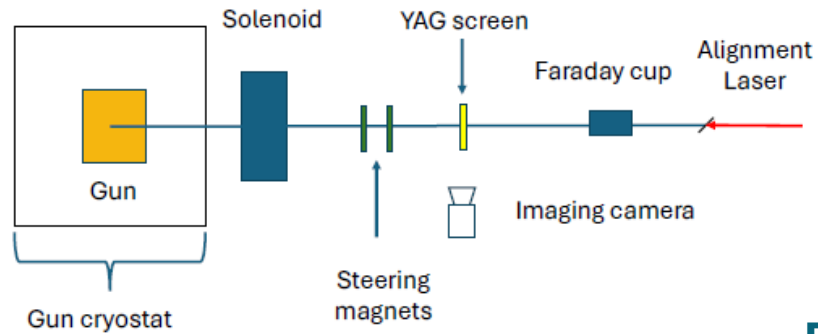 Solenoid
YAG screen
Faraday cup
Alignment
Laser
Gun
Imaging camera
Steering
magnets
Gun cryostat